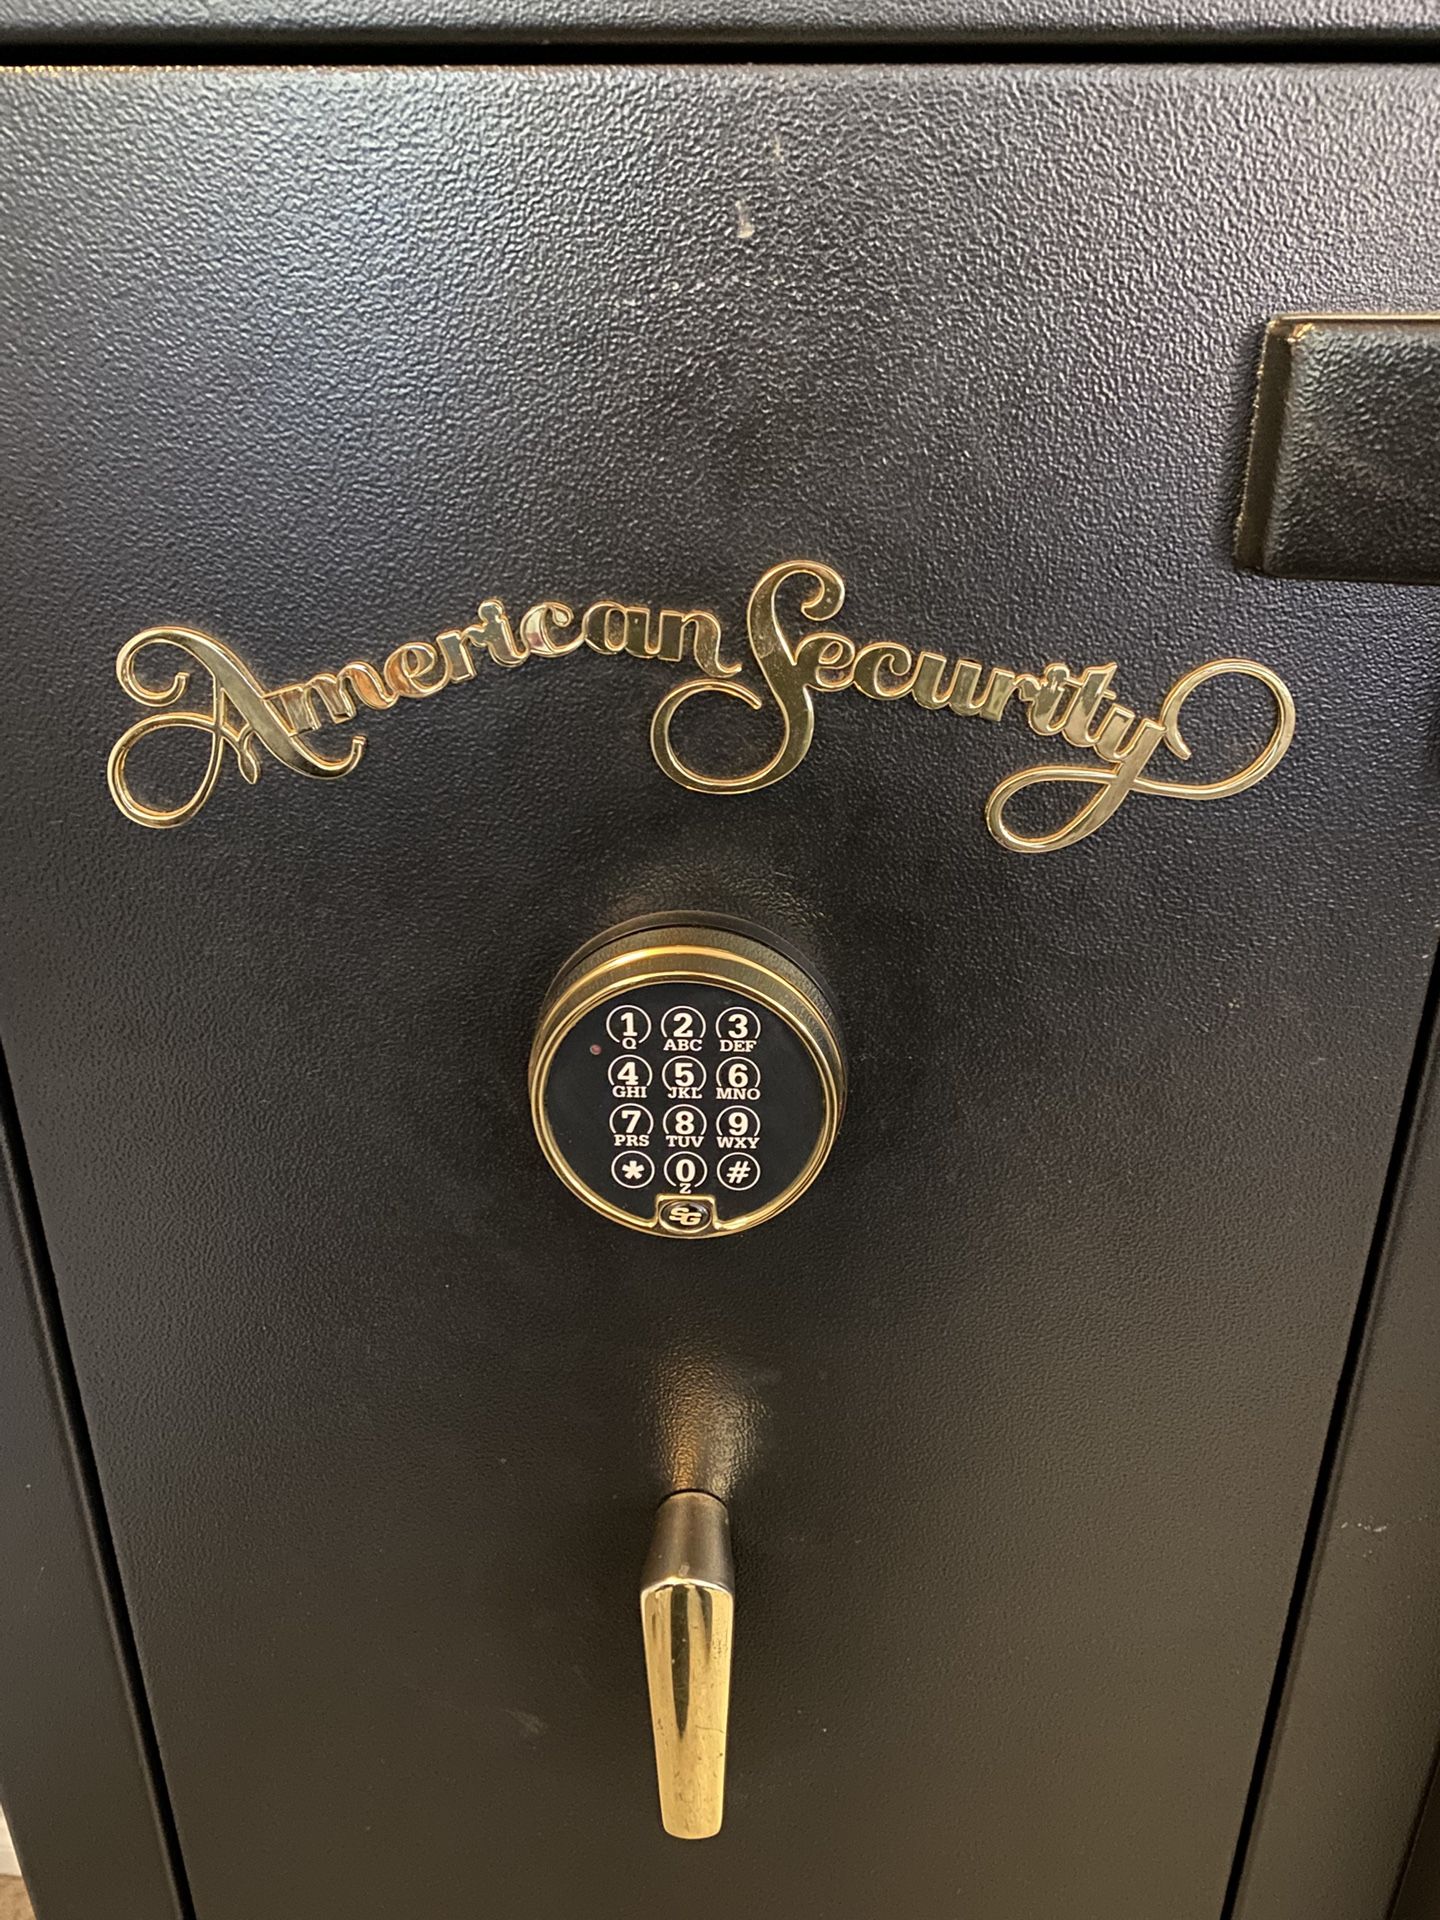 American Security
1 2 3
Q ABC DEF
4 5 6
GHI JKL MNO
7 8 9
PRS TUV WXY
* 0 #
Z
SG